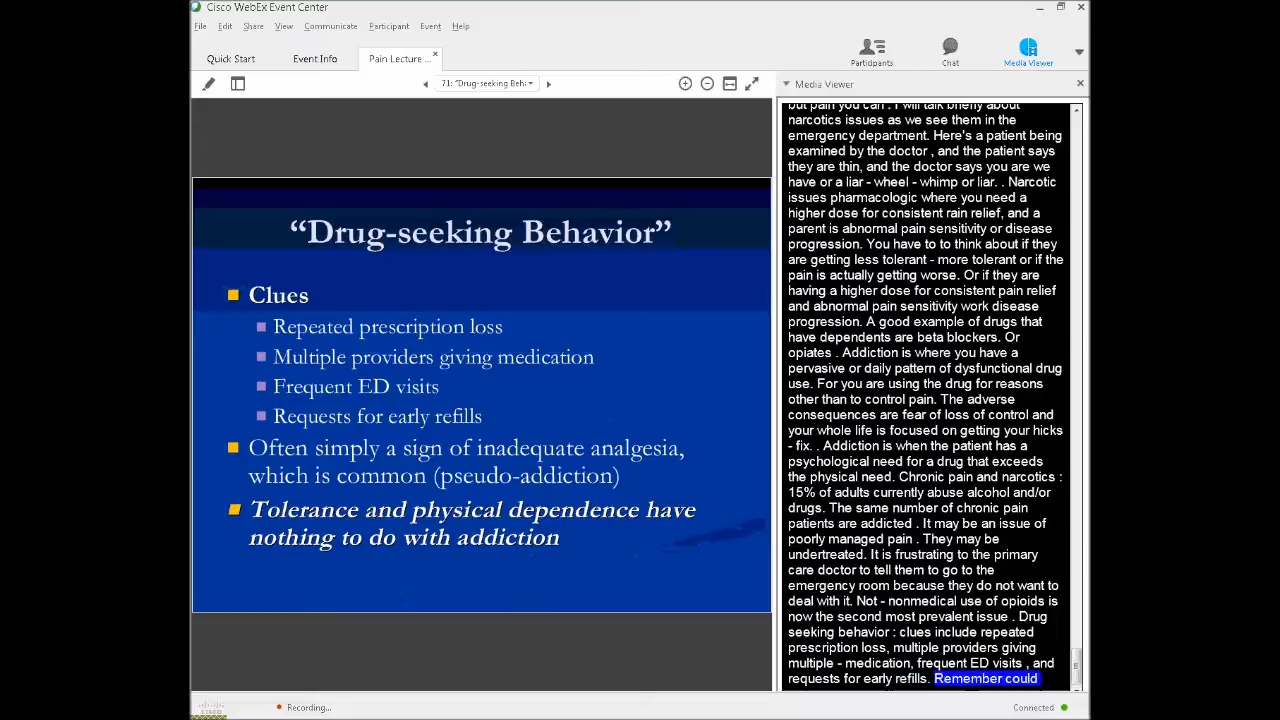 Cisco WebEx Event Center
File Edit Share View Communicate Participant Event Help
Quick Start Event Info Pain Lecture ...
Participants Chat Media Viewer
71: "Drug-seeking Beh:
Media Viewer
“Drug-seeking Behavior”
Clues
Repeated prescription loss
Multiple providers giving medication
Frequent ED visits
Requests for early refills
Often simply a sign of inadequate analgesia,
which is common (pseudo-addiction)
Tolerance and physical dependence have
nothing to do with addiction
but pain you can . I will talk briefly about
narcotics issues as we see them in the
emergency department. Here's a patient being
examined by the doctor , and the patient says
they are thin, and the doctor says you are we
have or a liar - wheel - whimp or liar. . Narcotic
issues pharmacologic where you need a
higher dose for consistent rain relief, and a
parent is abnormal pain sensitivity or disease
progression. You have to to think about if they
are getting less tolerant - more tolerant or if the
pain is actually getting worse. Or if they are
having a higher dose for consistent pain relief
and abnormal pain sensitivity work disease
progression. A good example of drugs that
have dependents are beta blockers. Or
opiates . Addiction is where you have a
pervasive or daily pattern of dysfunctional drug
use. For you are using the drug for reasons
other than to control pain. The adverse
consequences are fear of loss of control and
your whole life is focused on getting your hicks
- fix. . Addiction is when the patient has a
psychological need for a drug that exceeds
the physical need. Chronic pain and narcotics :
15% of adults currently abuse alcohol and/or
drugs. The same number of chronic pain
patients are addicted . It may be an issue of
poorly managed pain . They may be
undertreated. It is frustrating to the primary
care doctor to tell them to go to the
emergency room because they do not want to
deal with it. Not - nonmedical use of opioids is
now the second most prevalent issue . Drug
seeking behavior : clues include repeated
prescription loss, multiple providers giving
multiple - medication, frequent ED visits , and
requests for early refills. Remember could
Recording...
Connected